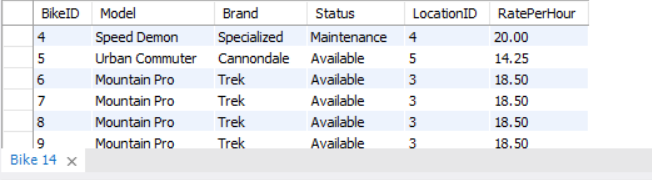 BikeID Model Brand Status LocationID RatePerHour
4 Speed Demon Specialized Maintenance 4 20.00
5 Urban Commuter Cannondale Available 5 14.25
6 Mountain Pro Trek Available 3 18.50
7 Mountain Pro Trek Available 3 18.50
8 Mountain Pro Trek Available 3 18.50
9 Mountain Pro Trek Available 3 18.50
Bike 14 ×